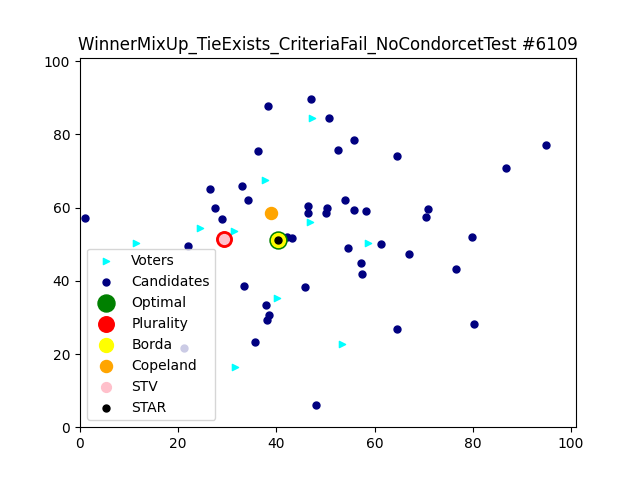 WinnerMixUp_TieExists_CriteriaFail_NoCondorcetTest #6109
100
80
60
40
20
0
Voters
Candidates
Optimal
Plurality
Borda
Copeland
STV
STAR
0 20 40 60 80 100